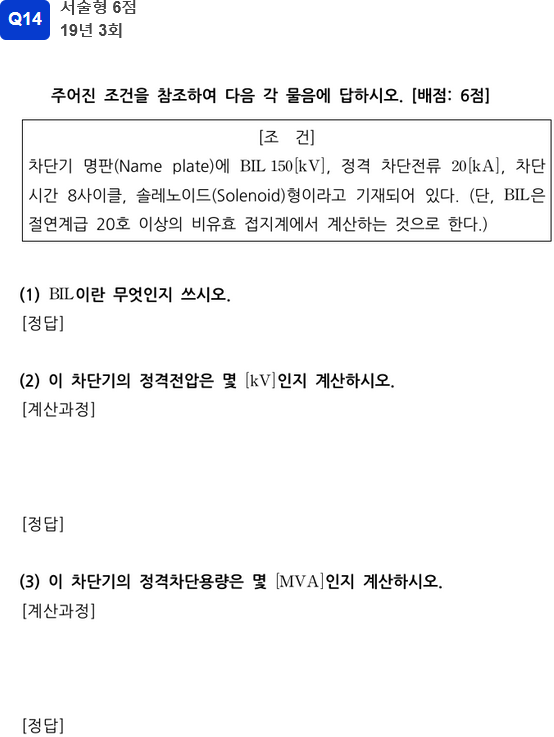 Q14
서술형 6점
19년 3회
주어진 조건을 참조하여 다음 각 물음에 답하시오. [배점: 6점]
[조 건]
차단기 명판(Name plate)에 BIL 150[kV], 정격 차단전류 20[kA], 차단
시간 8사이클, 솔레노이드(Solenoid)형이라고 기재되어 있다. (단, BIL은
절연계급 20호 이상의 비유효 접지계에서 계산하는 것으로 한다.)
(1) BIL이란 무엇인지 쓰시오.
[정답]
(2) 이 차단기의 정격전압은 몇 [kV]인지 계산하시오.
[계산과정]
[정답]
(3) 이 차단기의 정격차단용량은 몇 [MVA]인지 계산하시오.
[계산과정]
[정답]